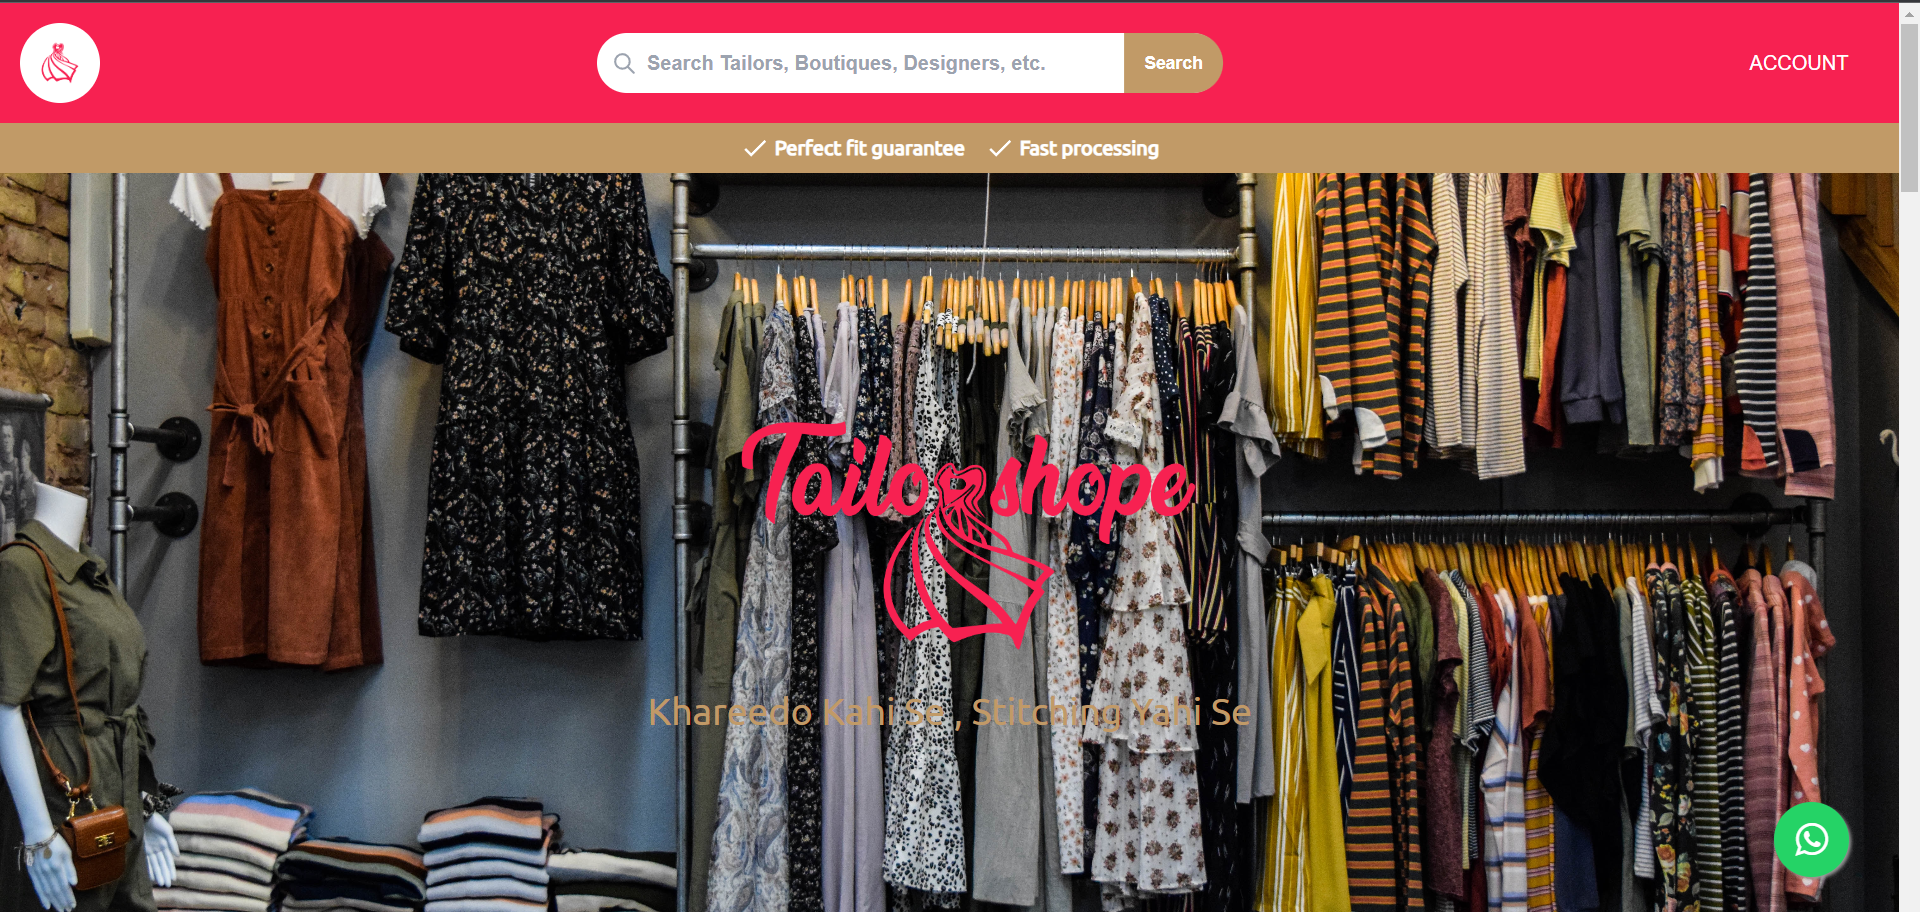 Search Tailors, Boutiques, Designers, etc.
Search
ACCOUNT
Perfect fit guarantee
Fast processing
Tailorshope
Khareedo Kahi Se , Stitching Yahi Se